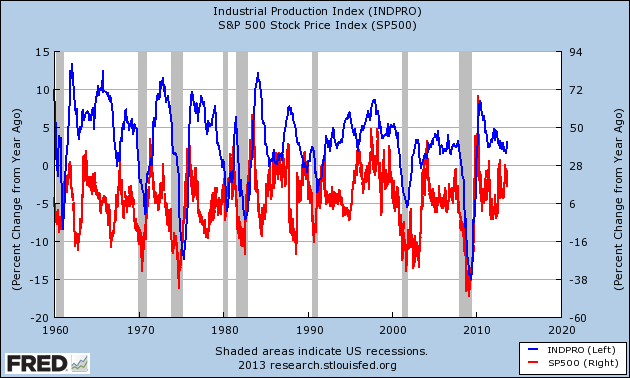 Industrial Production Index (INDPRO)
S&P 500 Stock Price Index (SP500)
15 94
10 72
5 50
0 28
-5 6
-10 -16
-15 -38
-20 -60
(Percent Change from Year Ago)
(Percent Change from Year Ago)
1960 1970 1980 1990 2000 2010 2020
Shaded areas indicate US recessions.
2013 research.stlouisfed.org
FRED
INDPRO (Left)
SP500 (Right)